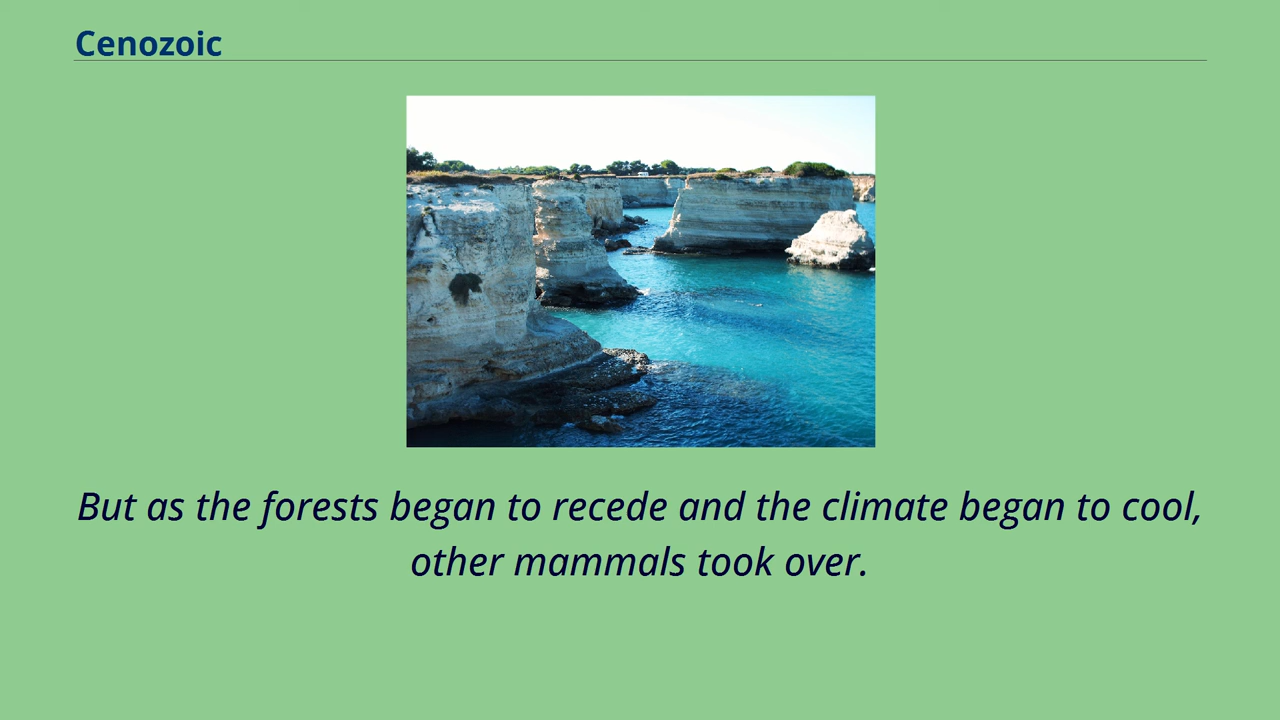 Cenozoic
But as the forests began to recede and the climate began to cool,
other mammals took over.